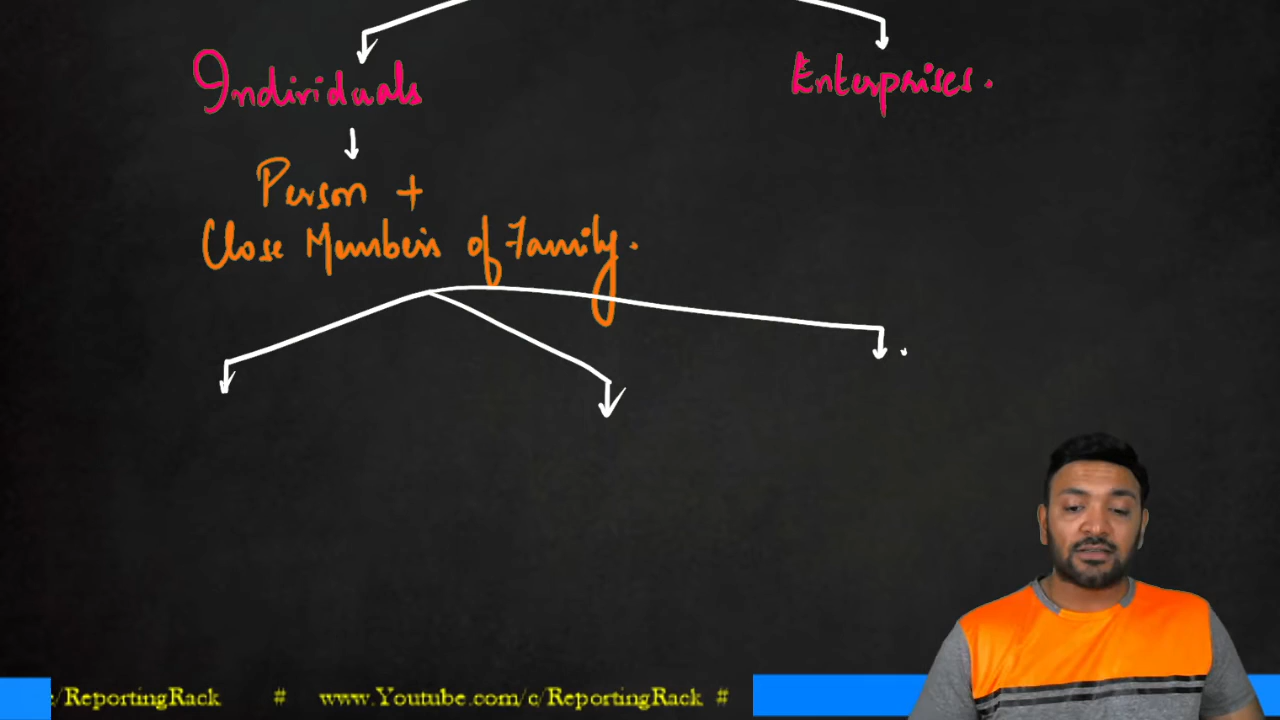 Individuals
Enterprises.
Person +
Close Members of Family.
c/ReportingRack # www.Youtube.com/c/ReportingRack #